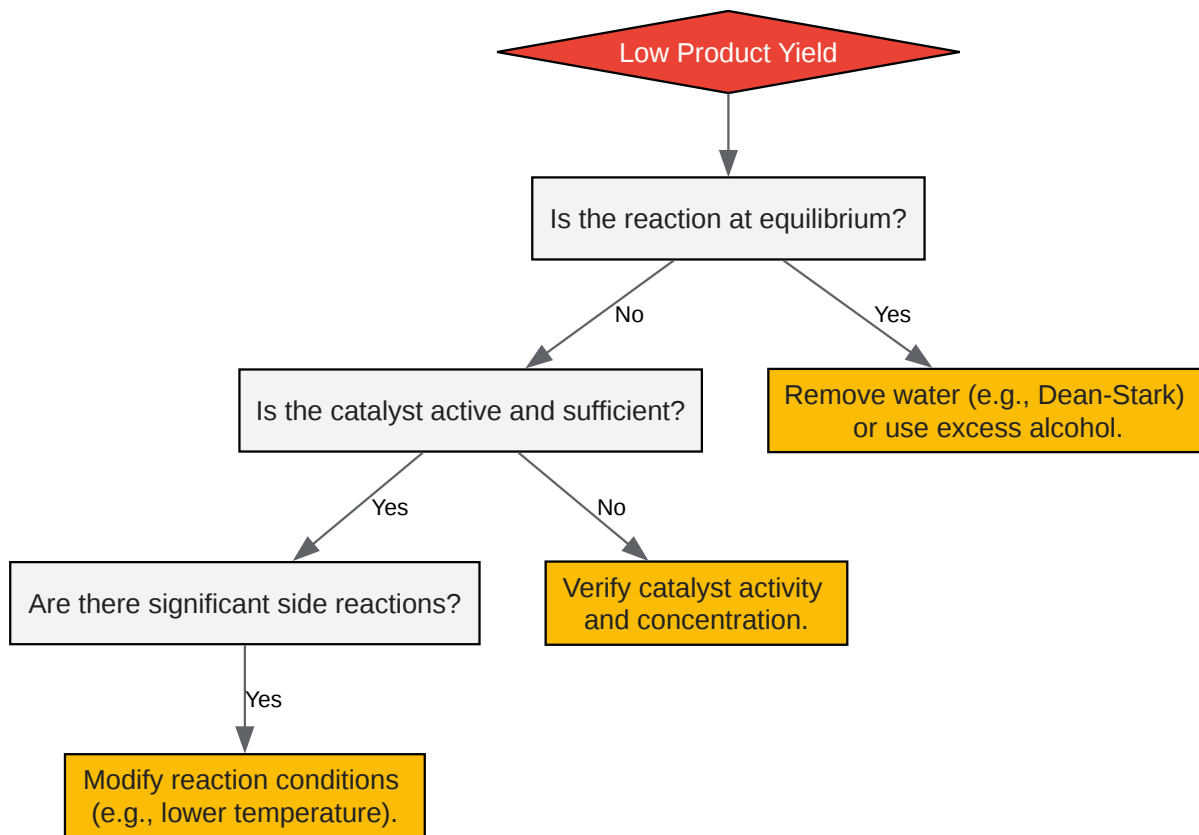 Low Product Yield
Is the reaction at equilibrium?
No
Yes
Is the catalyst active and sufficient?
Remove water (e.g., Dean-Stark)
or use excess alcohol.
Yes
No
Are there significant side reactions?
Verify catalyst activity
and concentration.
Yes
Modify reaction conditions
(e.g., lower temperature).